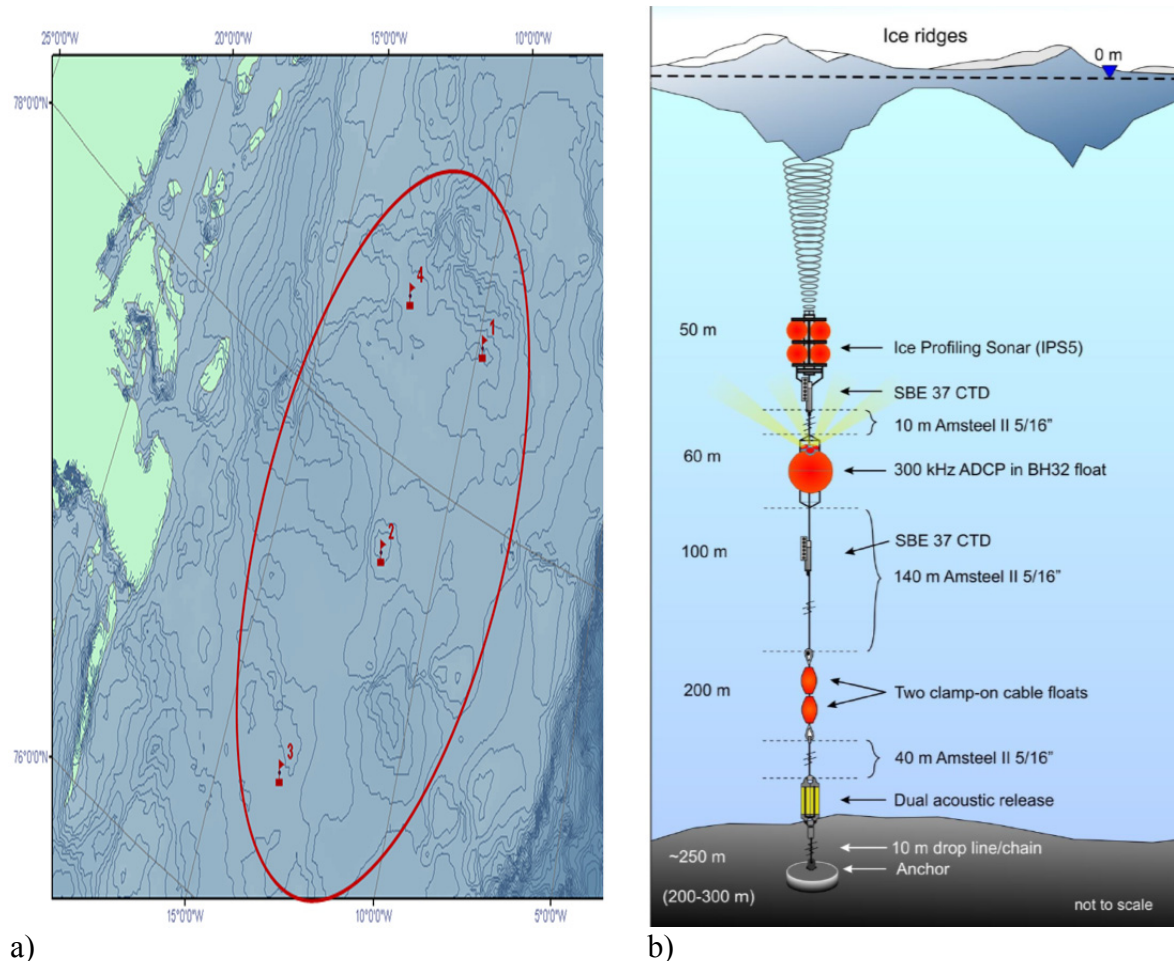 25°0'0"W
20°0'0"W
15°0'0"W
10°0'0"W
78°0'0"N
4
1
2
3
76°0'0"N
15°0'0"W
10°0'0"W
5°0'0"W
a)
Ice ridges
0 m
50 m
Ice Profiling Sonar (IPS5)
SBE 37 CTD
10 m Amsteel II 5/16"
60 m
300 kHz ADCP in BH32 float
SBE 37 CTD
100 m
140 m Amsteel II 5/16"
200 m
Two clamp-on cable floats
40 m Amsteel II 5/16"
Dual acoustic release
10 m drop line/chain
~250 m
Anchor
(200-300 m)
not to scale
b)